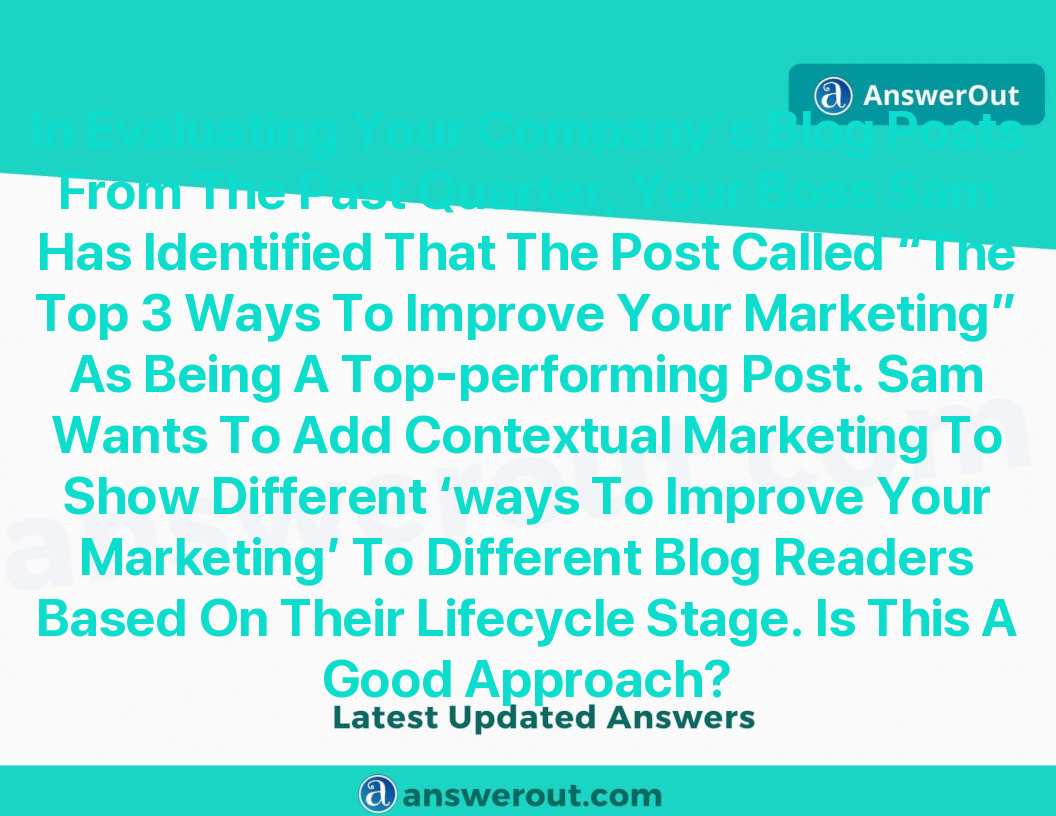 AnswerOut
In Evaluating Your Company’s Blog Posts
From The Past Quarter, Your Boss Sam
Has Identified That The Post Called “The
Top 3 Ways To Improve Your Marketing”
As Being A Top-performing Post. Sam
Wants To Add Contextual Marketing To
Show Different ‘ways To Improve Your
Marketing’ To Different Blog Readers
Based On Their Lifecycle Stage. Is This A
Good Approach?
answerout.com
Latest Updated Answers
answerout.com